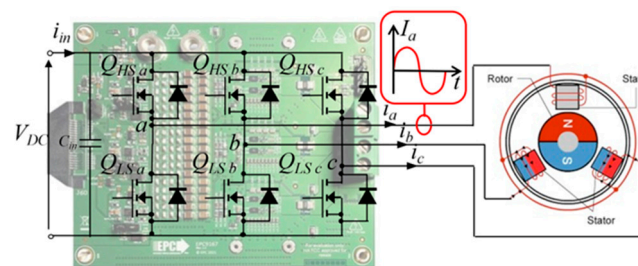 i_in
Q_HS a
Q_HS b
Q_HS c
I_a
t
Rotor
Sta
a
i_a
N
V_DC
C_in
b
i_b
S
Q_LS a
Q_LS b
Q_LS c
c
i_c
Stator
EPC